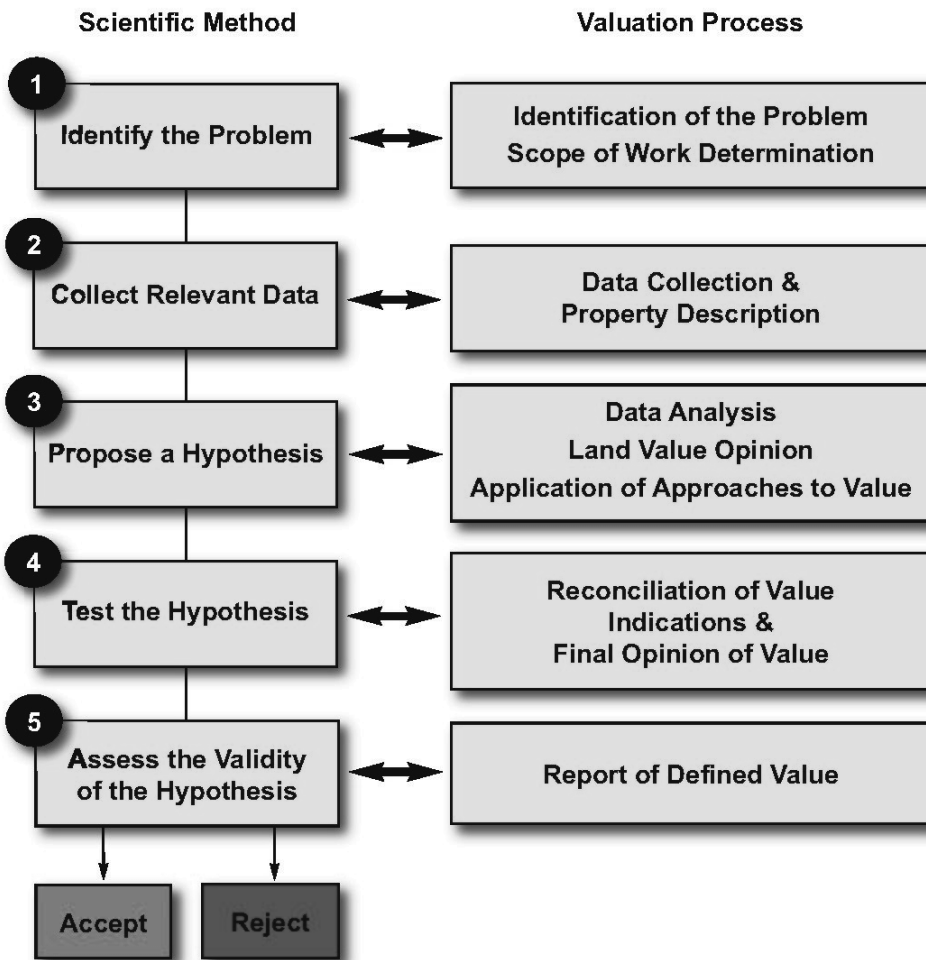 Scientific Method
Valuation Process
1
Identify the Problem
Identification of the Problem
Scope of Work Determination
2
Collect Relevant Data
Data Collection &
Property Description
3
Propose a Hypothesis
Data Analysis
Land Value Opinion
Application of Approaches to Value
4
Test the Hypothesis
Reconciliation of Value
Indications &
Final Opinion of Value
5
Assess the Validity
of the Hypothesis
Report of Defined Value
Accept
Reject